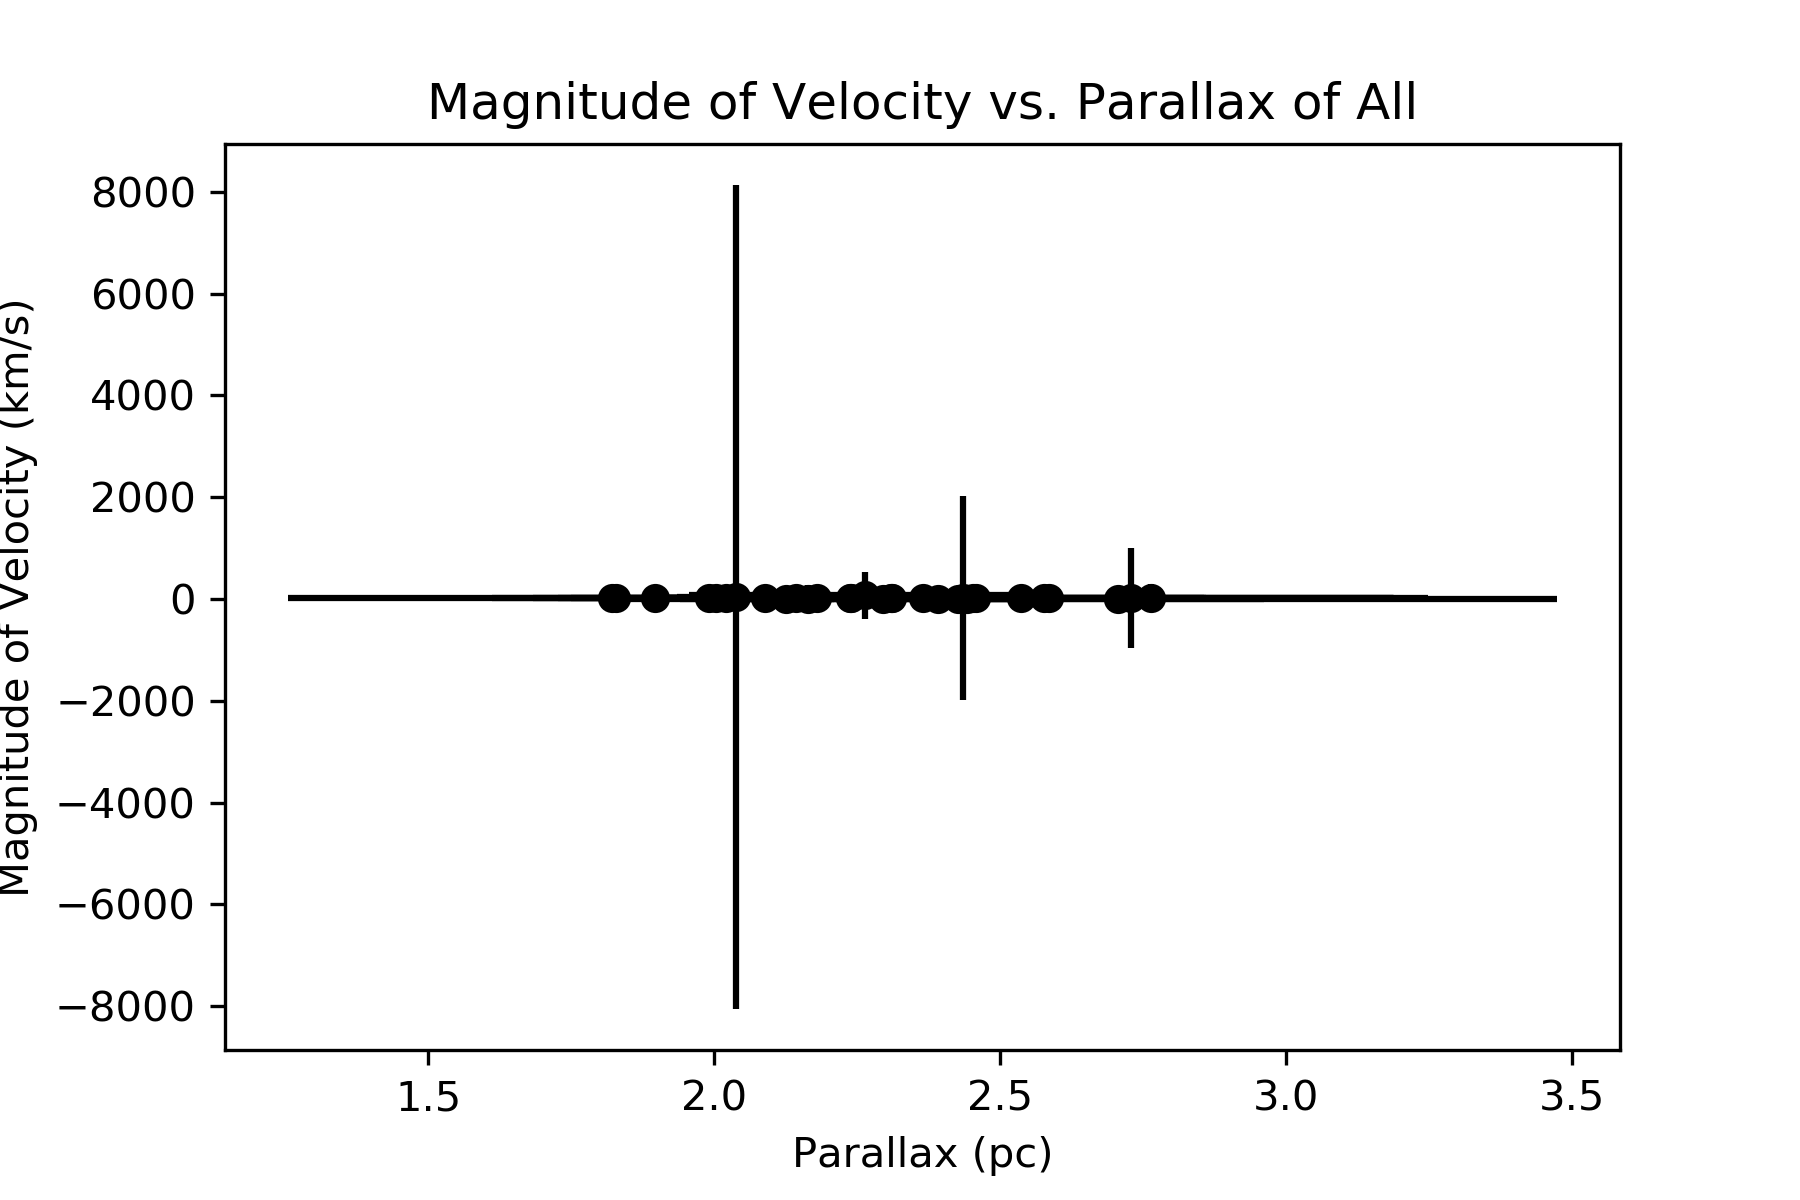 Magnitude of Velocity vs. Parallax of All
Magnitude of Velocity (km/s)
8000
6000
4000
2000
0
−2000
−4000
−6000
−8000
1.5 2.0 2.5 3.0 3.5
Parallax (pc)